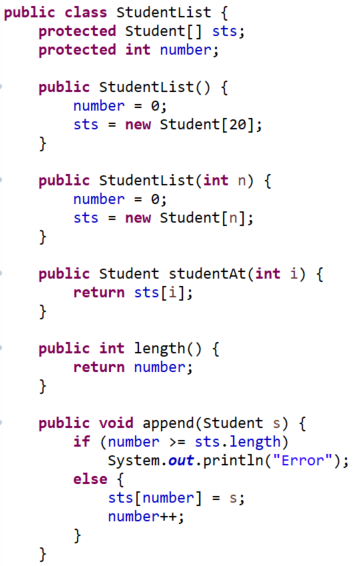 public class StudentList {
    protected Student[] sts;
    protected int number;
    public StudentList() {
        number = 0;
        sts = new Student[20];
    }
    public StudentList(int n) {
        number = 0;
        sts = new Student[n];
    }
    public Student studentAt(int i) {
        return sts[i];
    }
    public int length() {
        return number;
    }
    public void append(Student s) {
        if (number >= sts.length)
            System.out.println("Error");
        else {
            sts[number] = s;
            number++;
        }
    }